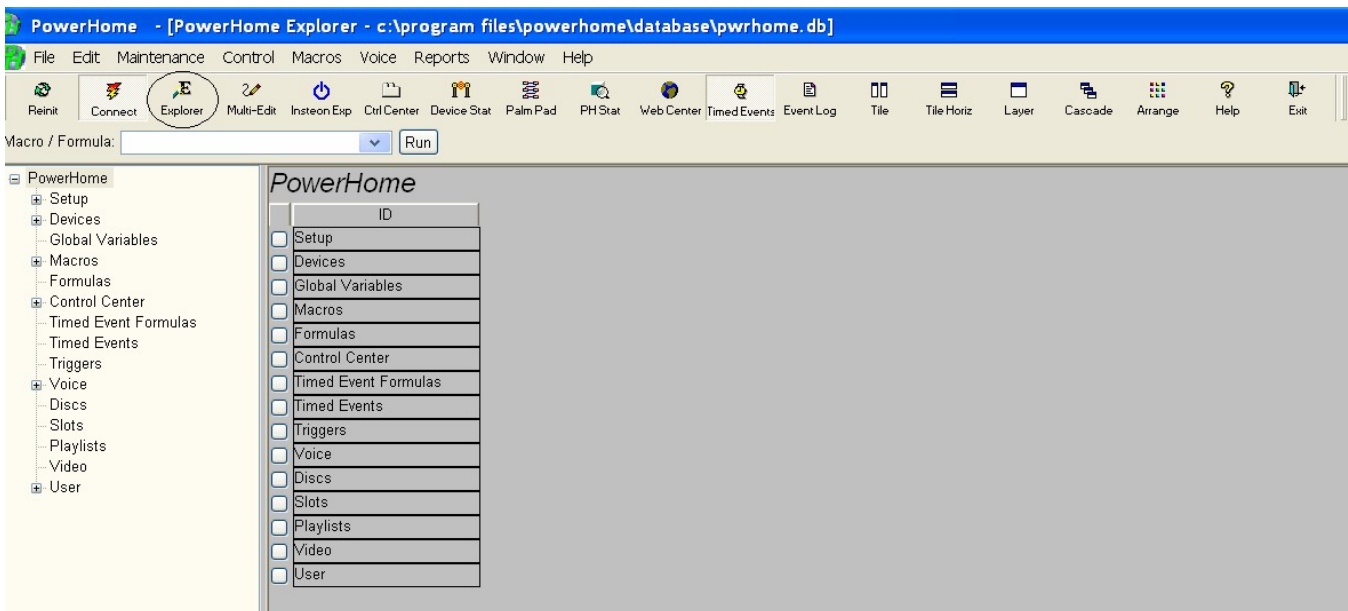 PowerHome - [PowerHome Explorer - c:\program files\powerhome\database\pwrhome.db]
File Edit Maintenance Control Macros Voice Reports Window Help
Reinit Connect Explorer Multi-Edit Insteon Exp Ctrl Center Device Stat Palm Pad PH Stat Web Center Timed Events Event Log Tile Tile Horiz Layer Cascade Arrange Help Exit
Macro / Formula: Run
PowerHome
Setup
Devices
Global Variables
Macros
Formulas
Control Center
Timed Event Formulas
Timed Events
Triggers
Voice
Discs
Slots
Playlists
Video
User
PowerHome
ID
Setup
Devices
Global Variables
Macros
Formulas
Control Center
Timed Event Formulas
Timed Events
Triggers
Voice
Discs
Slots
Playlists
Video
User